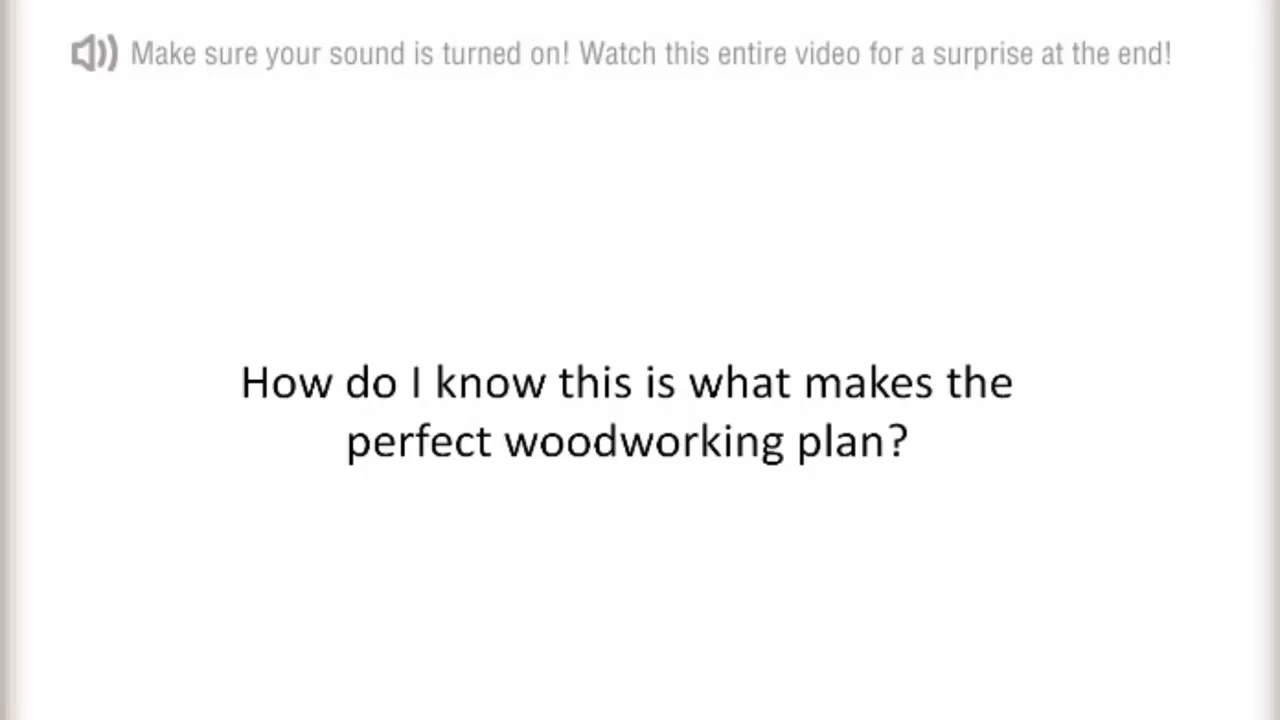 Make sure your sound is turned on! Watch this entire video for a surprise at the end!
How do I know this is what makes the
perfect woodworking plan?